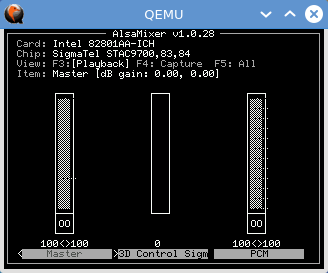 QEMU
AlsaMixer v1.0.28
Card: Intel 82801AA-ICH
Chip: SigmaTel STAC9700,83,84
View: F3:[Playback] F4: Capture F5: All
Item: Master [dB gain: 0.00, 0.00]
OO OO
100<>100 0 100<>100
Master 3D Control Sigm PCM